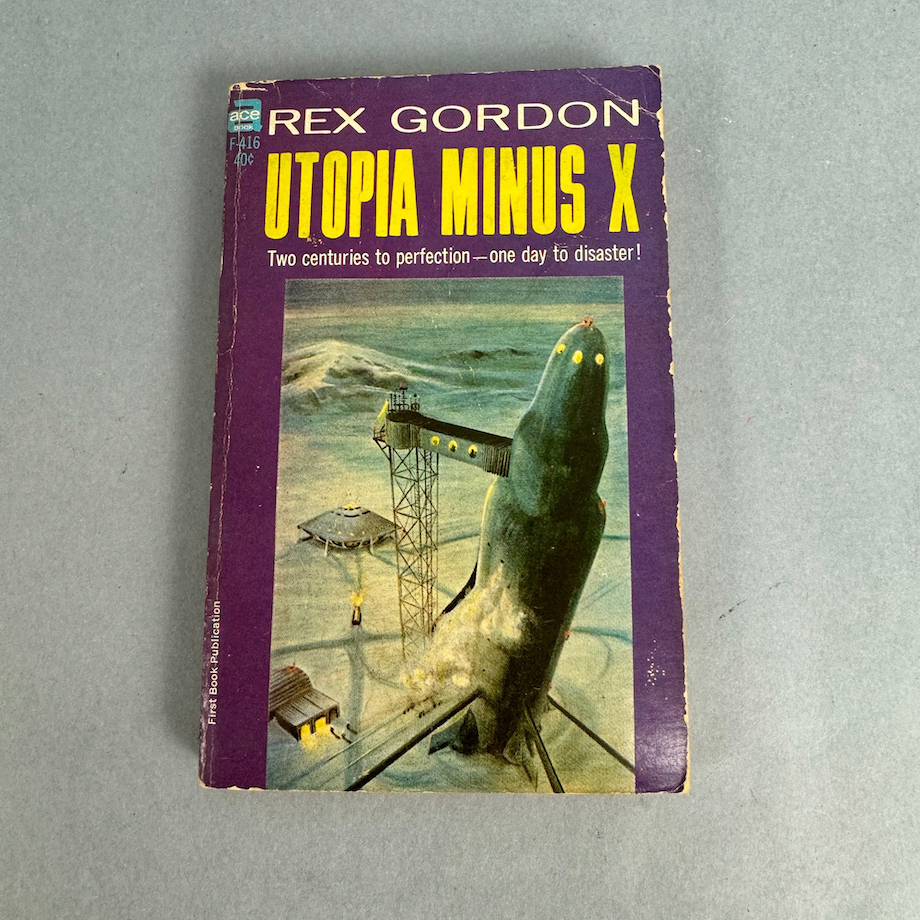 ace
BOOK
F-416
40¢
REX GORDON
UTOPIA MINUS X
Two centuries to perfection—one day to disaster!
First Book Publication